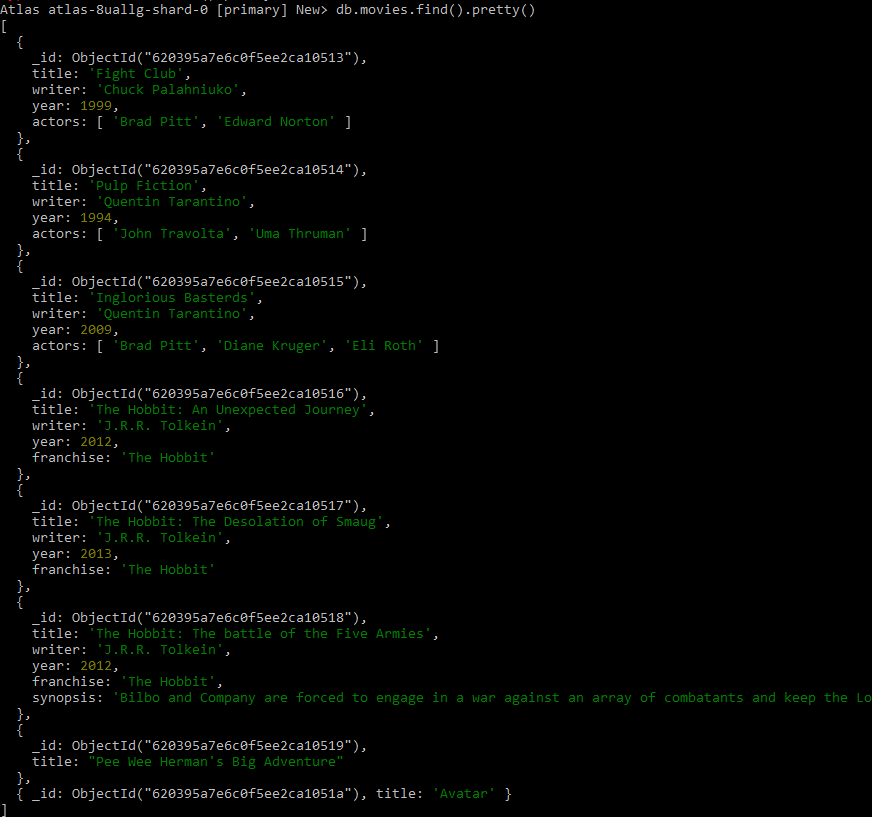 Atlas atlas-8uallg-shard-0 [primary] New> db.movies.find().pretty()
[
  {
    _id: ObjectId("620395a7e6c0f5ee2ca10513"),
    title: 'Fight Club',
    writer: 'Chuck Palahniuko',
    year: 1999,
    actors: [ 'Brad Pitt', 'Edward Norton' ]
  },
  {
    _id: ObjectId("620395a7e6c0f5ee2ca10514"),
    title: 'Pulp Fiction',
    writer: 'Quentin Tarantino',
    year: 1994,
    actors: [ 'John Travolta', 'Uma Thruman' ]
  },
  {
    _id: ObjectId("620395a7e6c0f5ee2ca10515"),
    title: 'Inglorious Basterds',
    writer: 'Quentin Tarantino',
    year: 2009,
    actors: [ 'Brad Pitt', 'Diane Kruger', 'Eli Roth' ]
  },
  {
    _id: ObjectId("620395a7e6c0f5ee2ca10516"),
    title: 'The Hobbit: An Unexpected Journey',
    writer: 'J.R.R. Tolkein',
    year: 2012,
    franchise: 'The Hobbit'
  },
  {
    _id: ObjectId("620395a7e6c0f5ee2ca10517"),
    title: 'The Hobbit: The Desolation of Smaug',
    writer: 'J.R.R. Tolkein',
    year: 2013,
    franchise: 'The Hobbit'
  },
  {
    _id: ObjectId("620395a7e6c0f5ee2ca10518"),
    title: 'The Hobbit: The battle of the Five Armies',
    writer: 'J.R.R. Tolkein',
    year: 2012,
    franchise: 'The Hobbit',
    synopsis: 'Bilbo and Company are forced to engage in a war against an array of combatants and keep the Lo
  },
  {
    _id: ObjectId("620395a7e6c0f5ee2ca10519"),
    title: "Pee Wee Herman's Big Adventure"
  },
  { _id: ObjectId("620395a7e6c0f5ee2ca1051a"), title: 'Avatar' }
]